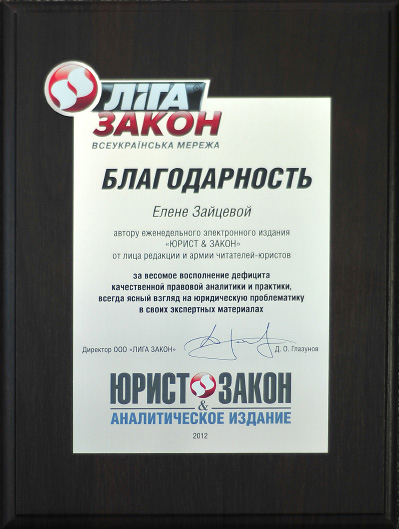 ЛІГА
ЗАКОН
ВСЕУКРАЇНСЬКА МЕРЕЖА
БЛАГОДАРНОСТЬ
Елене Зайцевой
автору еженедельного электронного издания
«ЮРИСТ & ЗАКОН»
от лица редакции и армии читателей-юристов
за весомое восполнение дефицита
качественной правовой аналитики и практики,
всегда ясный взгляд на юридическую проблематику
в своих экспертных материалах
Директор ООО «ЛИГА ЗАКОН» Д. О. Глазунов
ЮРИСТ & ЗАКОН
АНАЛИТИЧЕСКОЕ ИЗДАНИЕ
2012